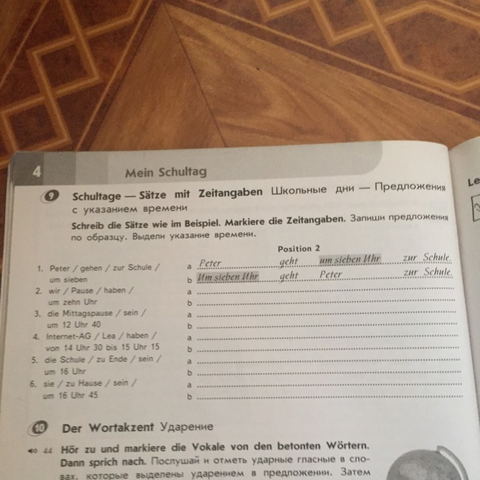 4 Mein Schultag
9 Schultage — Sätze mit Zeitangaben Школьные дни — Предложения
с указанием времени
Schreib die Sätze wie im Beispiel. Markiere die Zeitangaben. Запиши предложения
по образцу. Выдели указание времени.
Position 2
1. Peter / gehen / zur Schule / a Peter geht um sieben Uhr zur Schule.
um sieben b Um sieben Uhr geht Peter zur Schule.
2. wir / Pause / haben / a
um zehn Uhr b
3. die Mittagspause / sein / a
um 12 Uhr 40 b
4. Internet-AG / Lea / haben / a
von 14 Uhr 30 bis 15 Uhr 15 b
5. die Schule / zu Ende / sein / a
um 16 Uhr b
6. sie / zu Hause / sein / a
um 16 Uhr 45 b
10 Der Wortakzent Ударение
44 Hör zu und markiere die Vokale von den betonten Wörtern.
Dann sprich nach. Послушай и отметь ударные гласные в сло-
вах, которые выделены ударением в предложении. Затем
Le